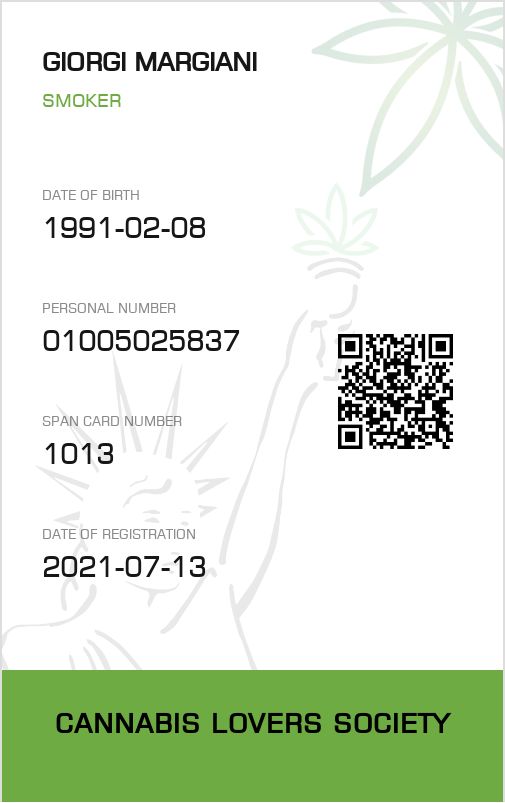 GIORGI MARGIANI
SMOKER
DATE OF BIRTH
1991-02-08
PERSONAL NUMBER
01005025837
SPAN CARD NUMBER
1013
DATE OF REGISTRATION
2021-07-13
CANNABIS LOVERS SOCIETY